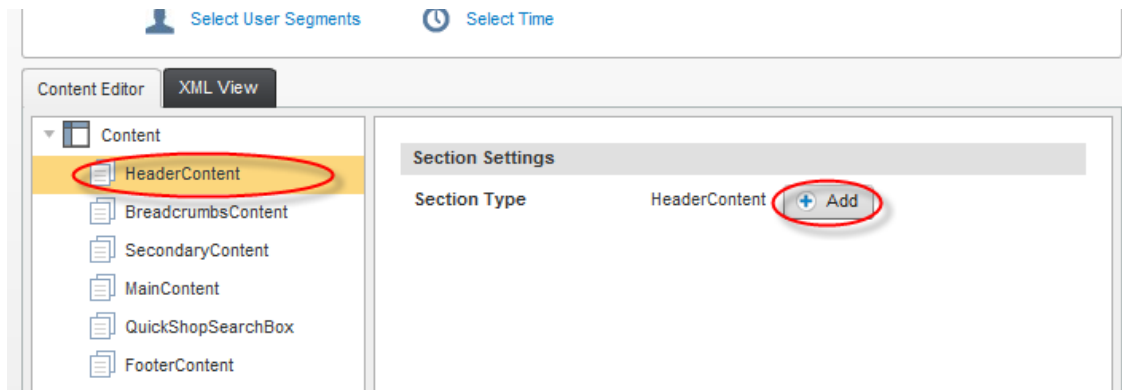 Select User Segments Select Time
Content Editor XML View
Content
HeaderContent
BreadcrumbsContent
SecondaryContent
MainContent
QuickShopSearchBox
FooterContent
Section Settings
Section Type HeaderContent Add